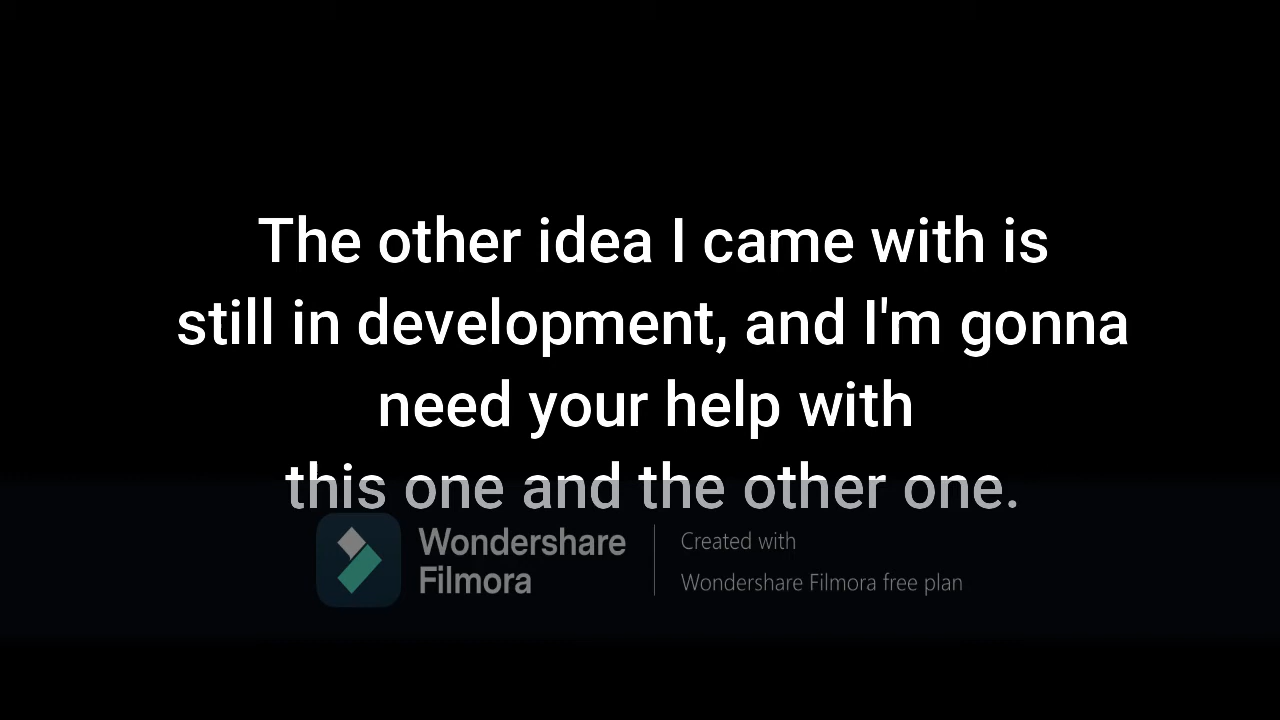 The other idea I came with is
still in development, and I'm gonna
need your help with
this one and the other one.
Wondershare
Filmora
Created with
Wondershare Filmora free plan